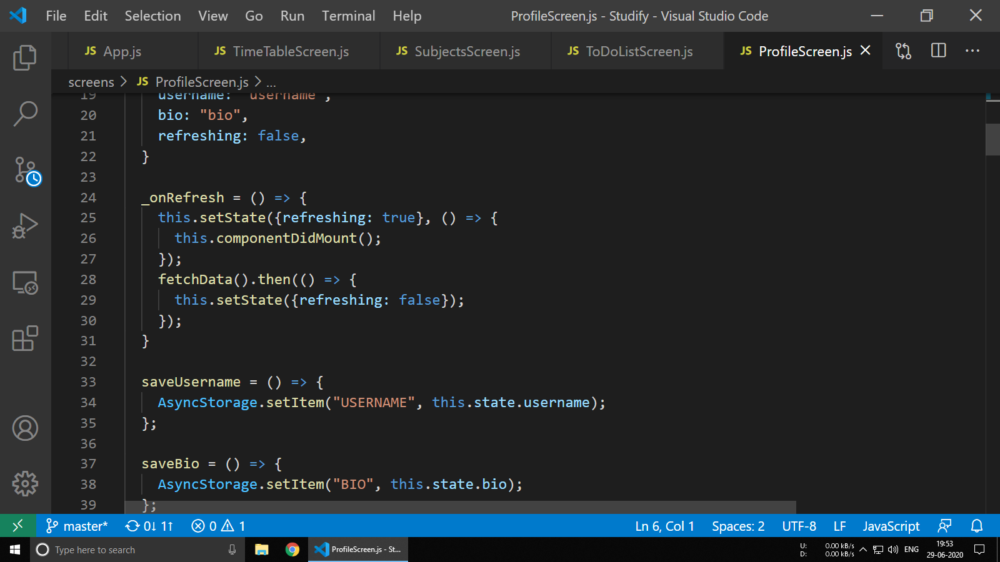 File Edit Selection View Go Run Terminal Help ProfileScreen.js - Studify - Visual Studio Code
JS App.js JS TimeTableScreen.js JS SubjectsScreen.js JS ToDoListScreen.js JS ProfileScreen.js
screens > JS ProfileScreen.js > ...
19 username: "username",
20 bio: "bio",
21 refreshing: false,
22 }
23
24 _onRefresh = () => {
25 this.setState({refreshing: true}, () => {
26 this.componentDidMount();
27 });
28 fetchData().then(() => {
29 this.setState({refreshing: false});
30 });
31 }
32
33 saveUsername = () => {
34 AsyncStorage.setItem("USERNAME", this.state.username);
35 };
36
37 saveBio = () => {
38 AsyncStorage.setItem("BIO", this.state.bio);
39 };
master* 0↓ 1↑ 0 1 Ln 6, Col 1 Spaces: 2 UTF-8 LF JavaScript
Type here to search ProfileScreen.js - St... U: 0.00 kB/s ENG 19:53
D: 0.00 kB/s 29-06-2020